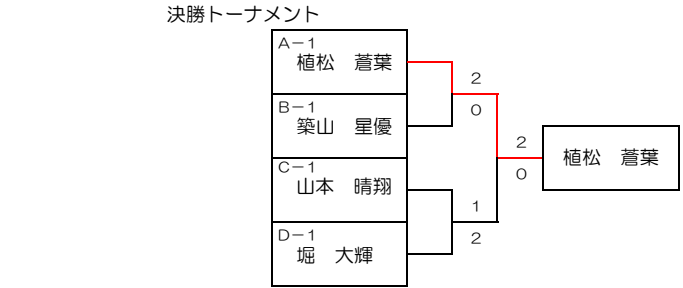 決勝トーナメント
A－1
植松　蒼葉
2
B－1
0
築山　星優
2
植松　蒼葉
C－1
0
山本　晴翔
1
D－1
2
堀　大輝